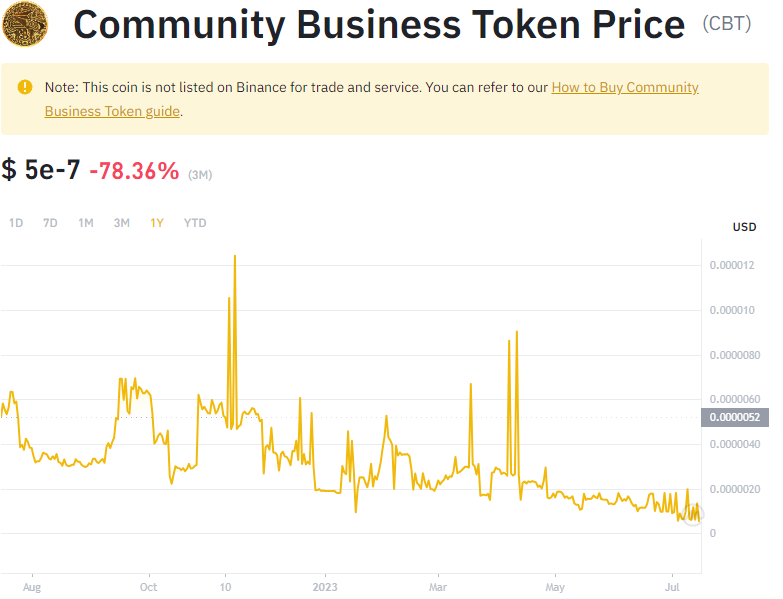 Community Business Token Price (CBT)
Note: This coin is not listed on Binance for trade and service. You can refer to our How to Buy Community
Business Token guide.
$ 5e-7 -78.36% (3M)
1D 7D 1M 3M 1Y YTD
USD
0.000012
0.000010
0.0000080
0.0000060
0.0000052
0.0000040
0.0000020
0
Aug Oct 10 2023 Mar May Jul